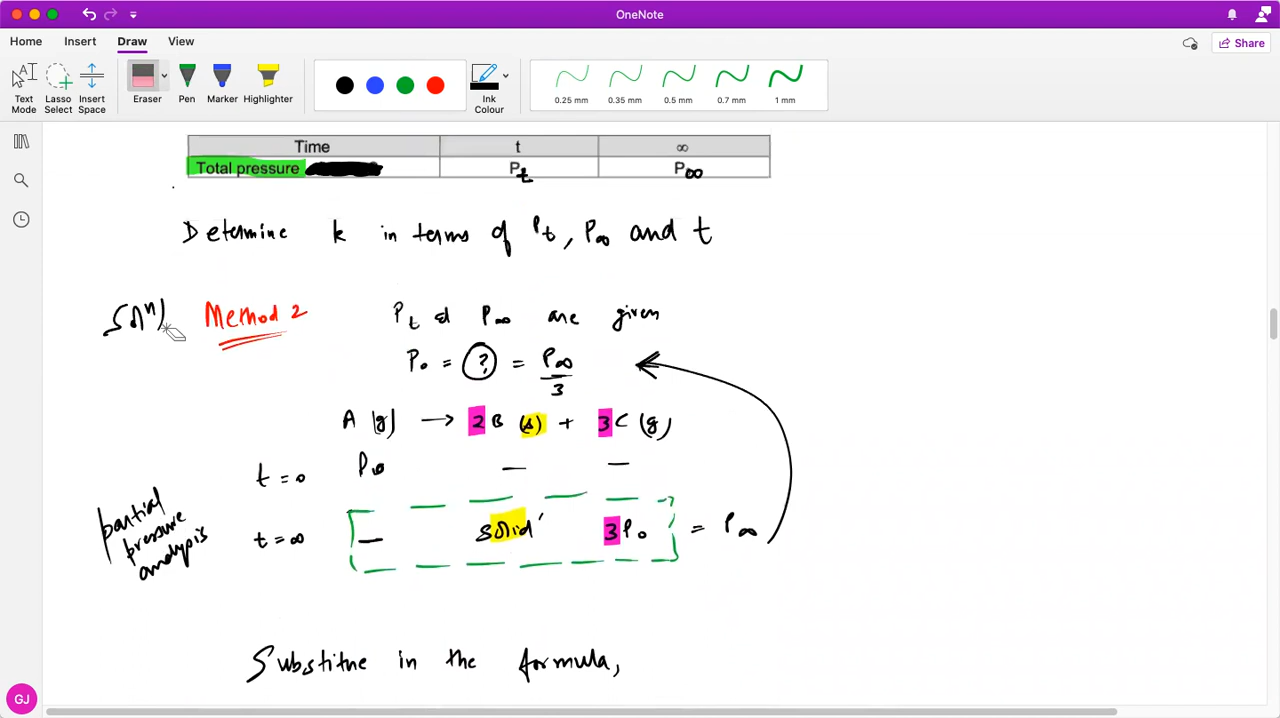 OneNote
Home Insert Draw View
Share
Text Mode
Lasso Select
Insert Space
Eraser
Pen
Marker
Highlighter
Ink Colour
0.25 mm 0.35 mm 0.5 mm 0.7 mm 1 mm
Time t ∞
Total pressure Pt P∞
Determine k in terms of Pt, P∞ and t
Soln) Method 2 Pt & P∞ are given
P₀ = ? = P∞/3
A (g) → 2B (s) + 3C (g)
t = 0 P₀ — —
partial pressure analysis
t = ∞ — solid 3P₀ = P∞
Substitue in the formula,
GJ